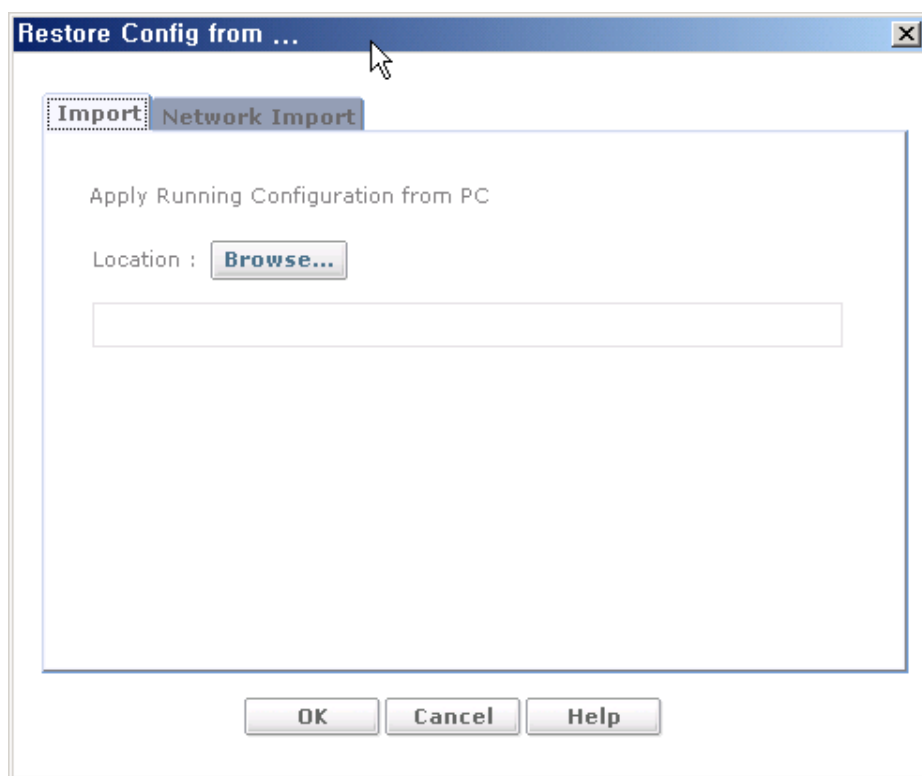 Restore Config from ...
Import Network Import
Apply Running Configuration from PC
Location : Browse...
OK Cancel Help